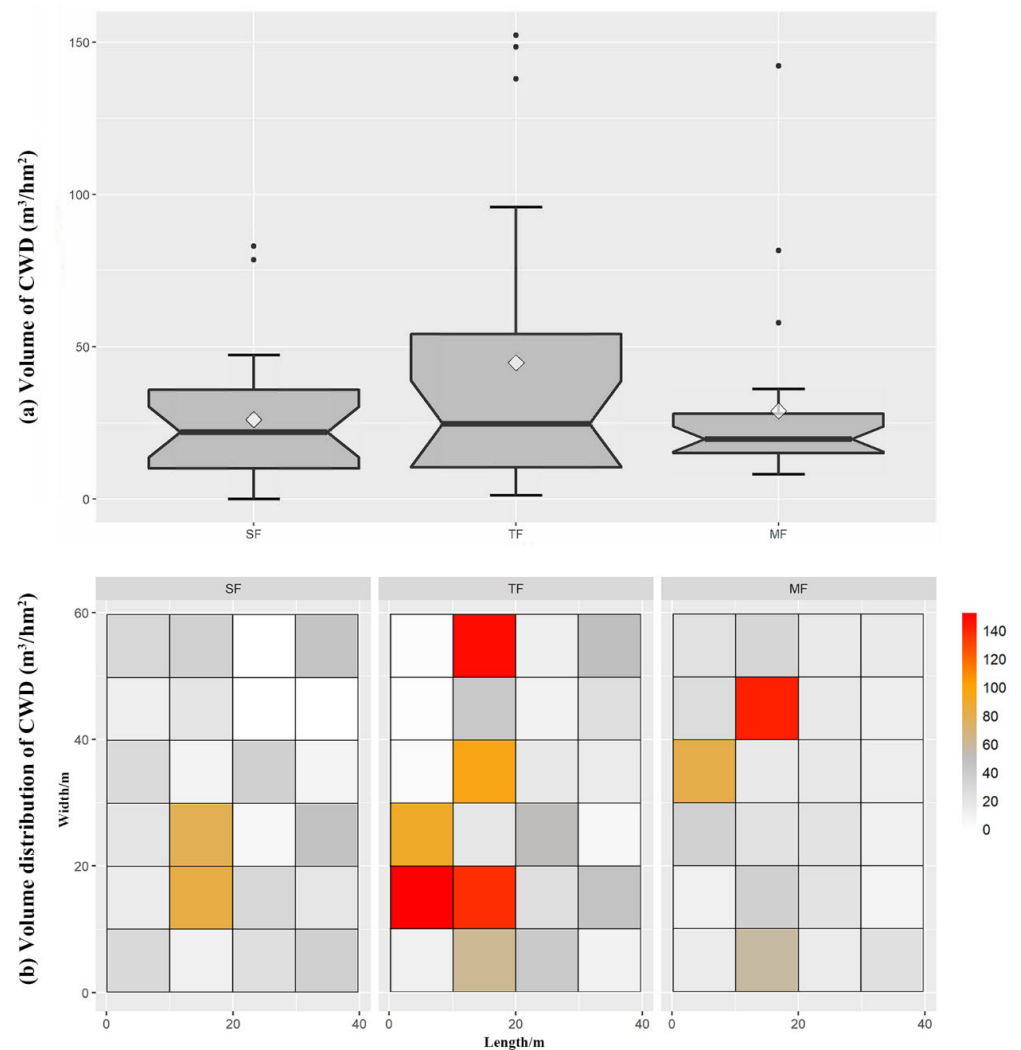 (a) Volume of CWD (m³/hm²)
150
100
50
0
SF TF MF
(b) Volume distribution of CWD (m³/hm²)
Width/m
SF TF MF
60
40
20
0
0 20 40 0 20 40 0 20 40
Length/m
140
120
100
80
60
40
20
0